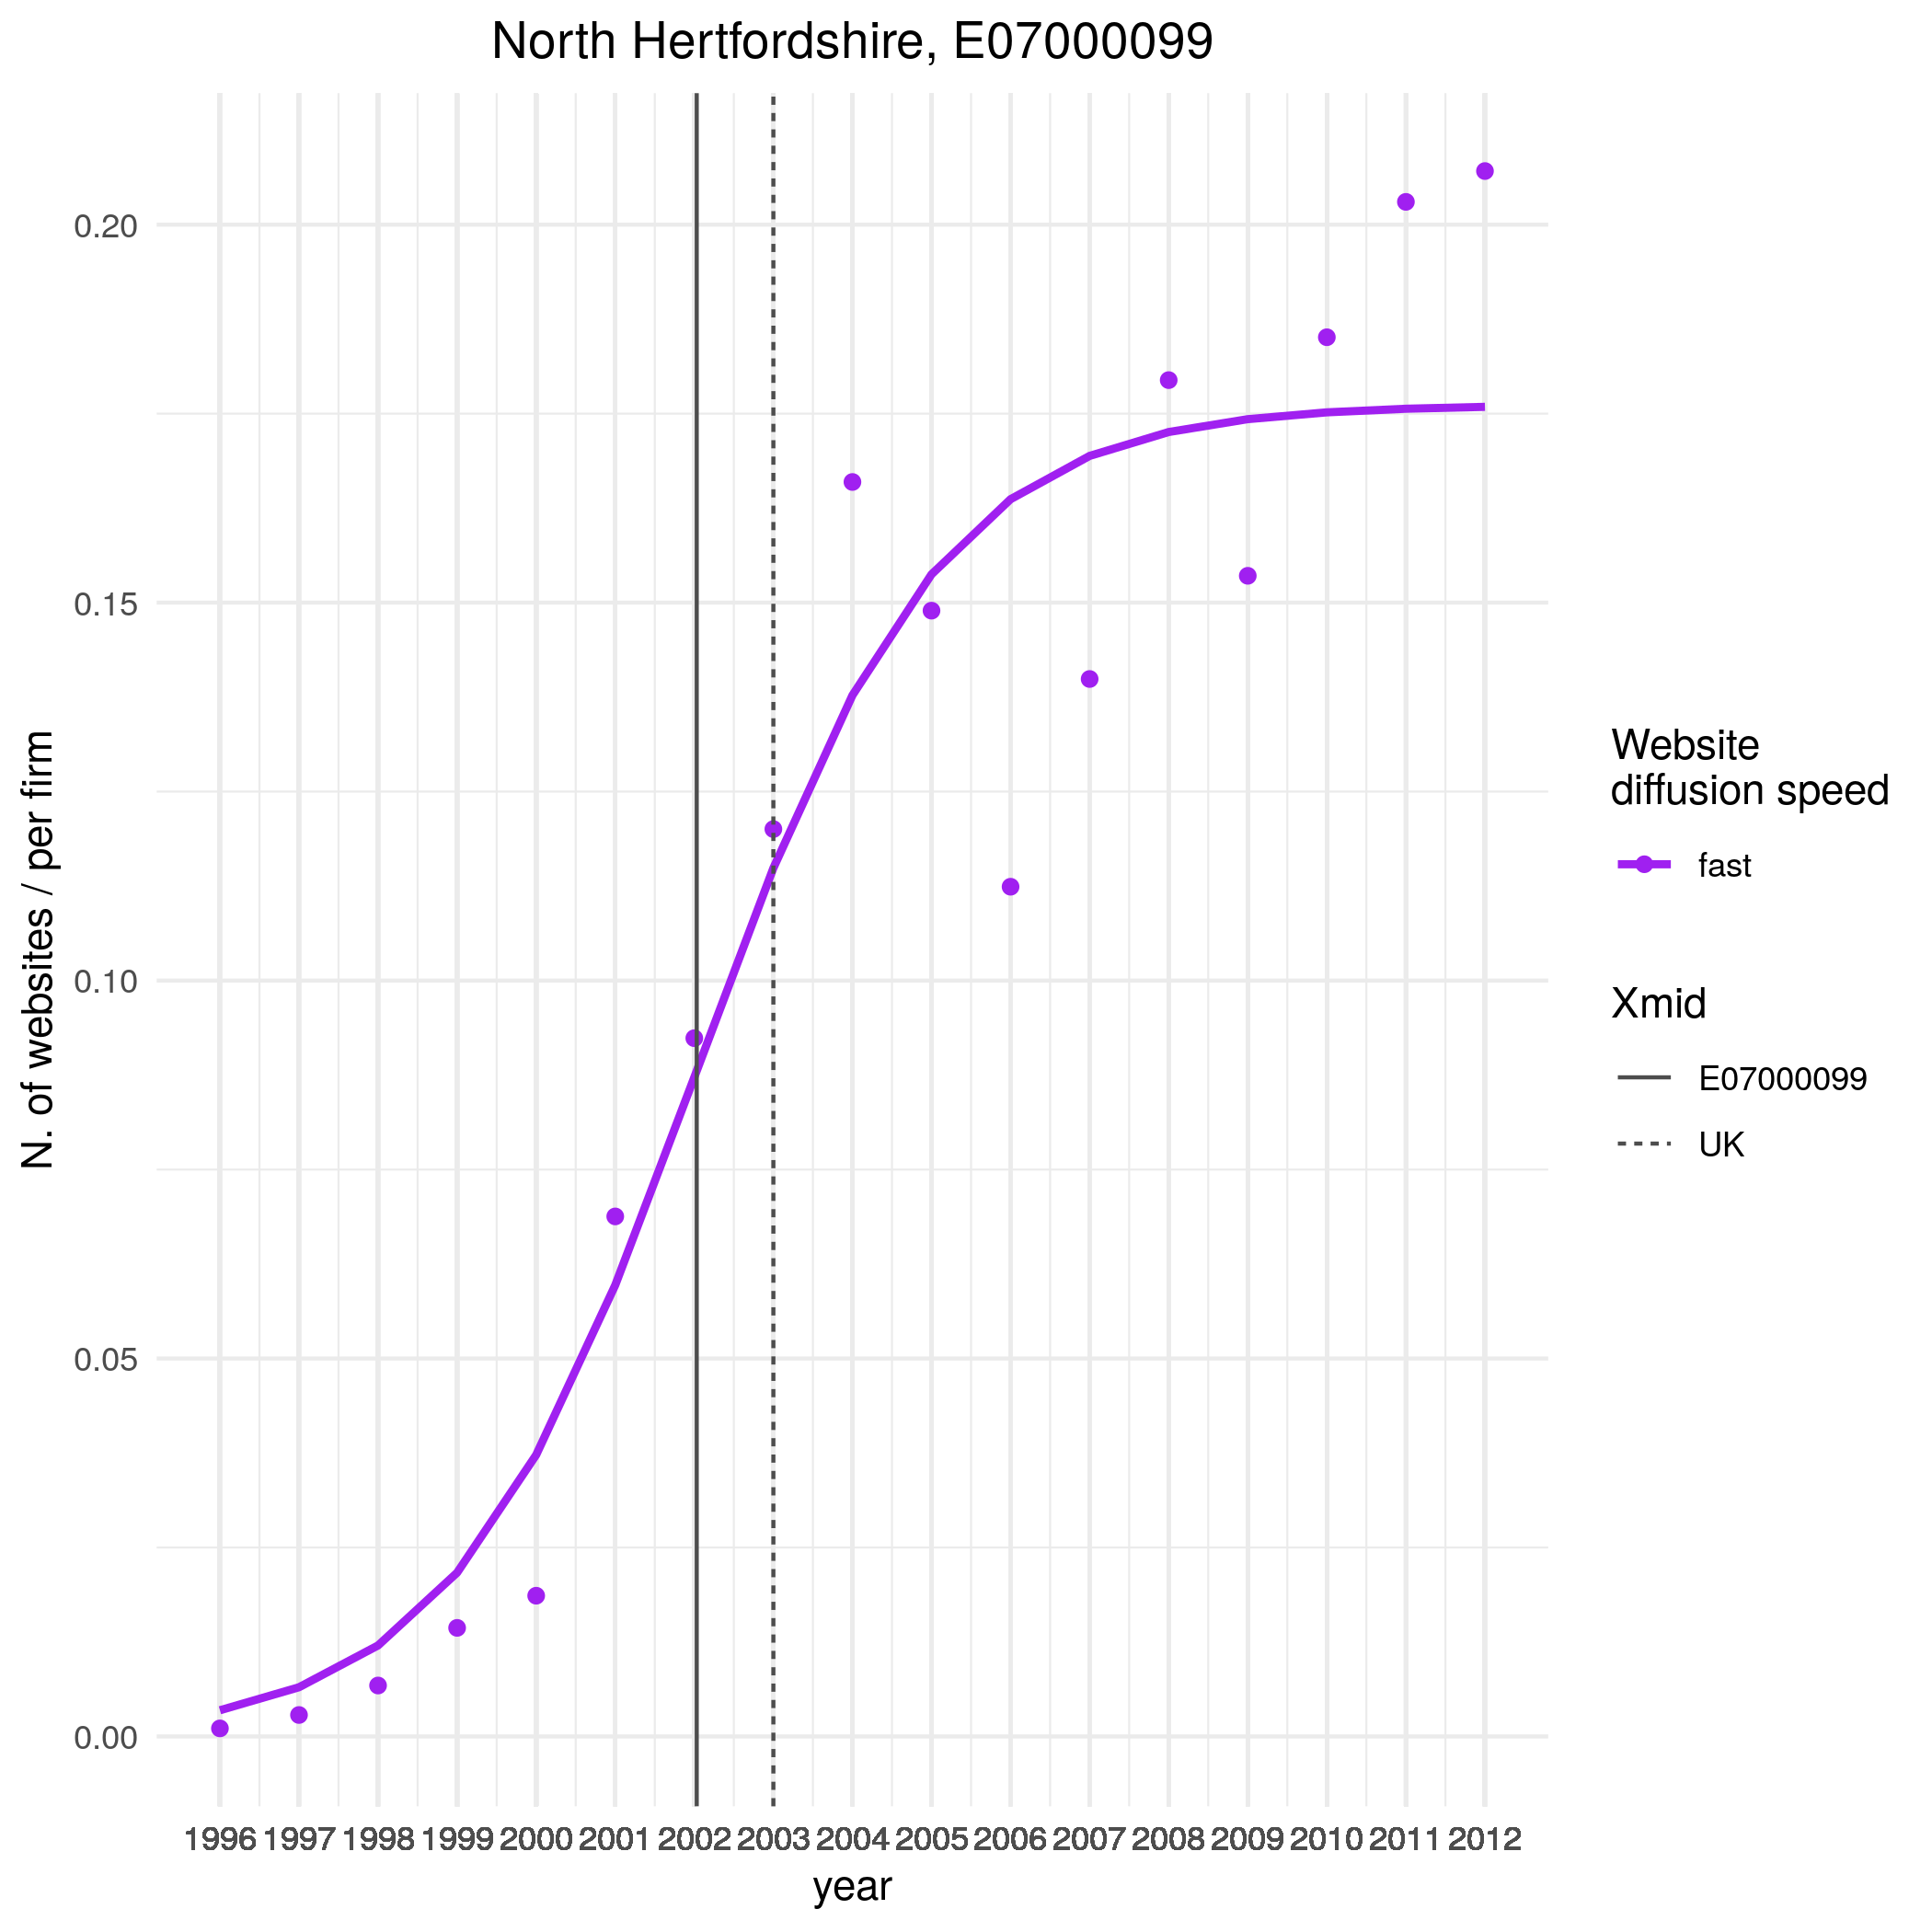 North Hertfordshire, E07000099
N. of websites / per firm
0.20
0.15
0.10
0.05
0.00
1996 1997 1998 1999 2000 2001 2002 2003 2004 2005 2006 2007 2008 2009 2010 2011 2012
year
Website
diffusion speed
fast
Xmid
E07000099
UK